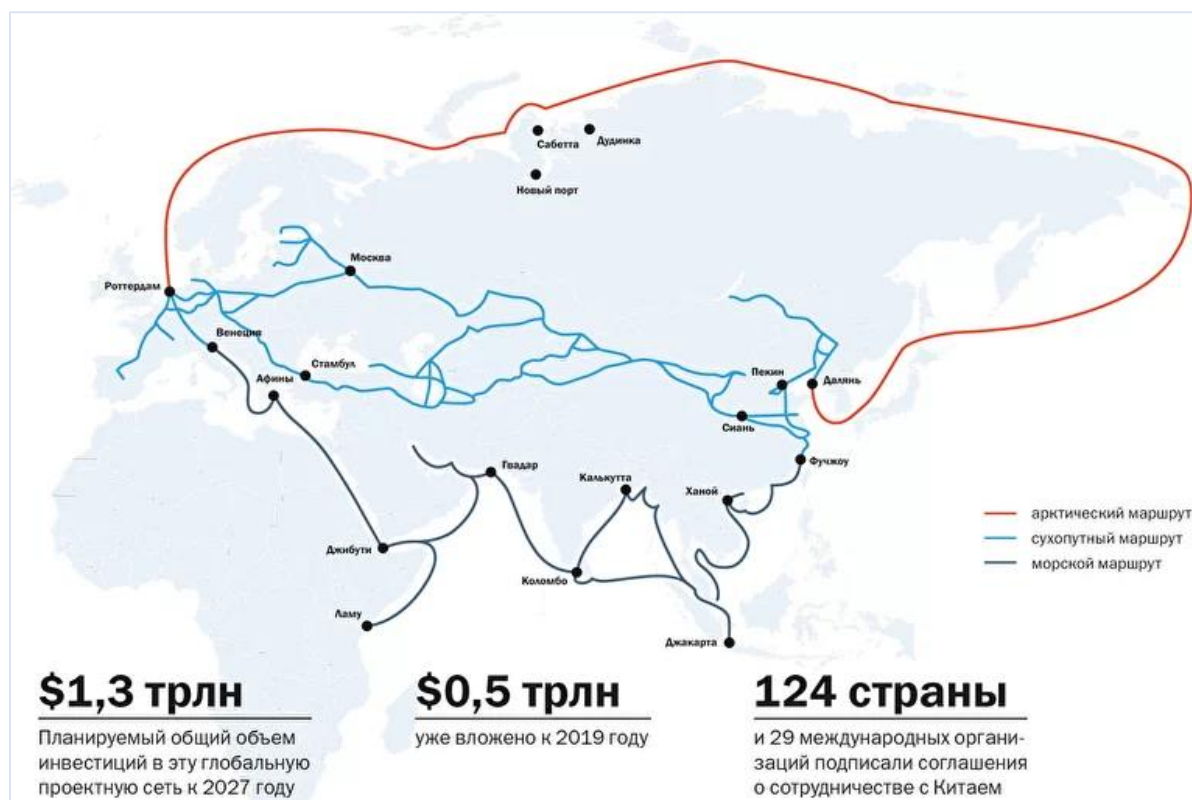 Сабетта
Дудинка
Новый порт
Москва
Роттердам
Венеция
Стамбул
Афины
Пекин
Далянь
Сиань
Фучжоу
Гвадар
Калькутта
Ханой
арктический маршрут
сухопутный маршрут
морской маршрут
Джибути
Коломбо
Ламу
Джакарта
$1,3 трлн
Планируемый общий объем
инвестиций в эту глобальную
проектную сеть к 2027 году
$0,5 трлн
уже вложено к 2019 году
124 страны
и 29 международных органи-
заций подписали соглашения
о сотрудничестве с Китаем